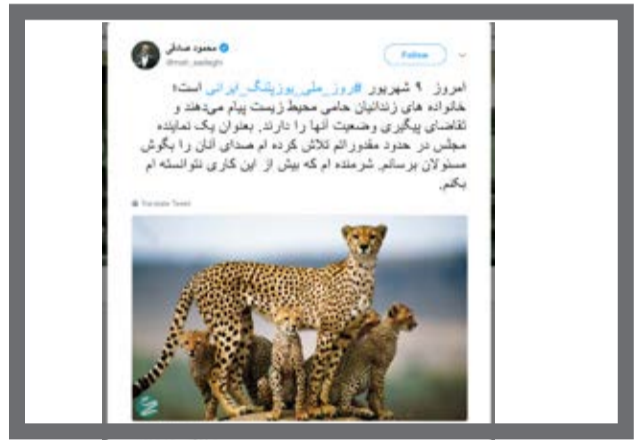 محمود صادقی
@mah_sadeghi
Follow
امروز ۹ شهریور #روز_ملی_یوزپلنگ_ایرانی است؛
خانواده های زندانیان حامی محیط زیست پیام می‌دهند و
تقاضای پیگیری وضعیت آنها را دارند. بعنوان یک نماینده
مجلس در حدود مقدوراتم تلاش کرده ام صدای آنان را بگوش
مسئولان برسانم. شرمنده ام که بیش از این کاری نتوانسته ام
بکنم.
Translate Tweet